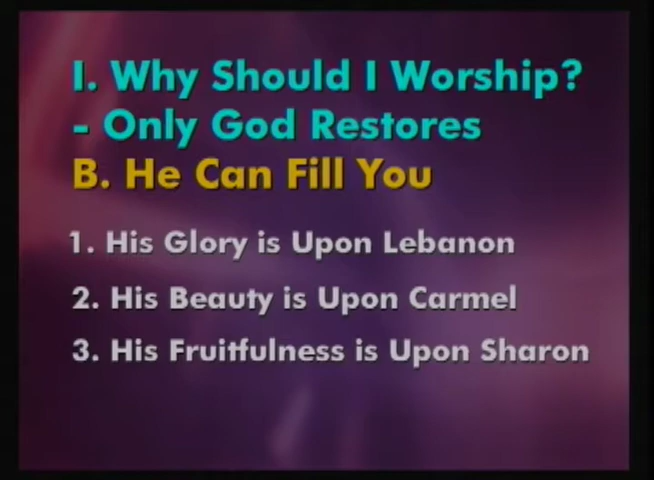 I. Why Should I Worship?
- Only God Restores
B. He Can Fill You
1. His Glory is Upon Lebanon
2. His Beauty is Upon Carmel
3. His Fruitfulness is Upon Sharon